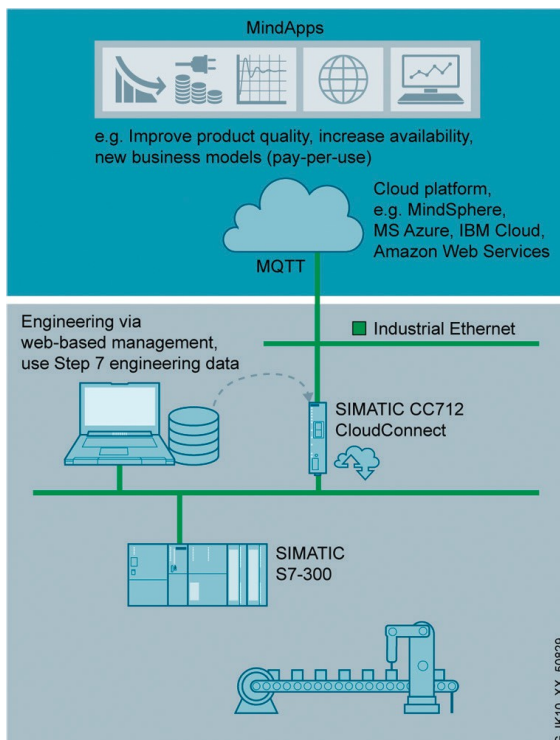 MindApps
e.g. Improve product quality, increase availability,
new business models (pay-per-use)
Cloud platform,
e.g. MindSphere,
MS Azure, IBM Cloud,
Amazon Web Services
MQTT
Engineering via
web-based management,
use Step 7 engineering data
Industrial Ethernet
SIMATIC CC712
CloudConnect
SIMATIC
S7-300